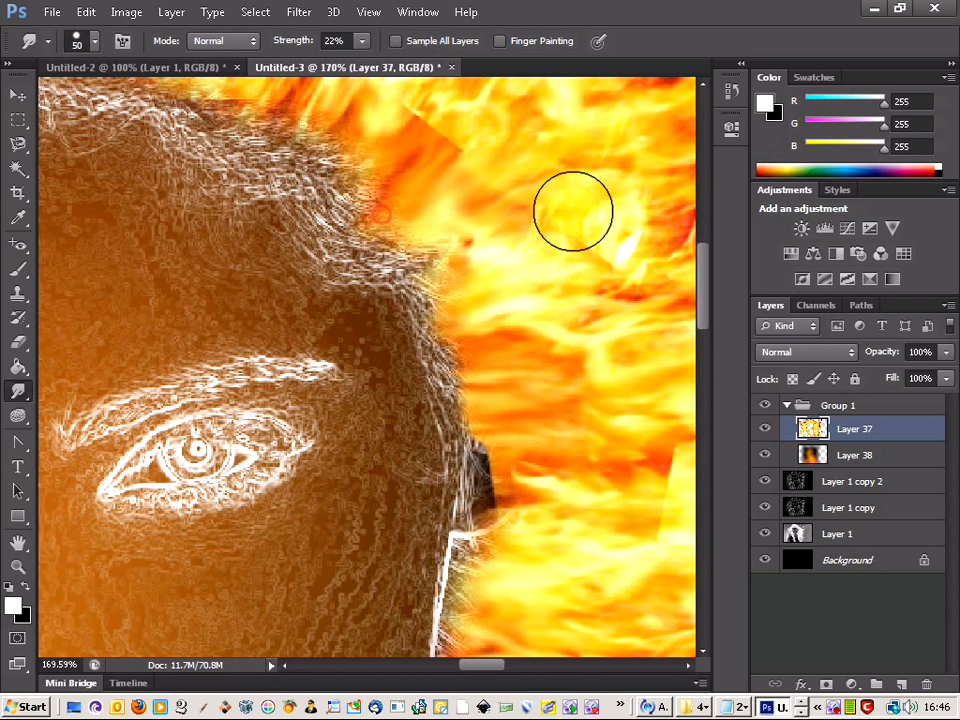 Ps File Edit Image Layer Type Select Filter 3D View Window Help
50 Mode: Normal Strength: 22% Sample All Layers Finger Painting
Untitled-2 @ 100% (Layer 1, RGB/8) * × Untitled-3 @ 170% (Layer 37, RGB/8) * ×
Color Swatches
R 255
G 255
B 255
Adjustments Styles
Add an adjustment
Layers Channels Paths
Kind
Normal Opacity: 100%
Lock: Fill: 100%
Group 1
Layer 37
Layer 38
Layer 1 copy 2
Layer 1 copy
Layer 1
Background
169.59% Doc: 11.7M/70.8M
Mini Bridge Timeline
Start A. 4 2 Ps U. 16:46